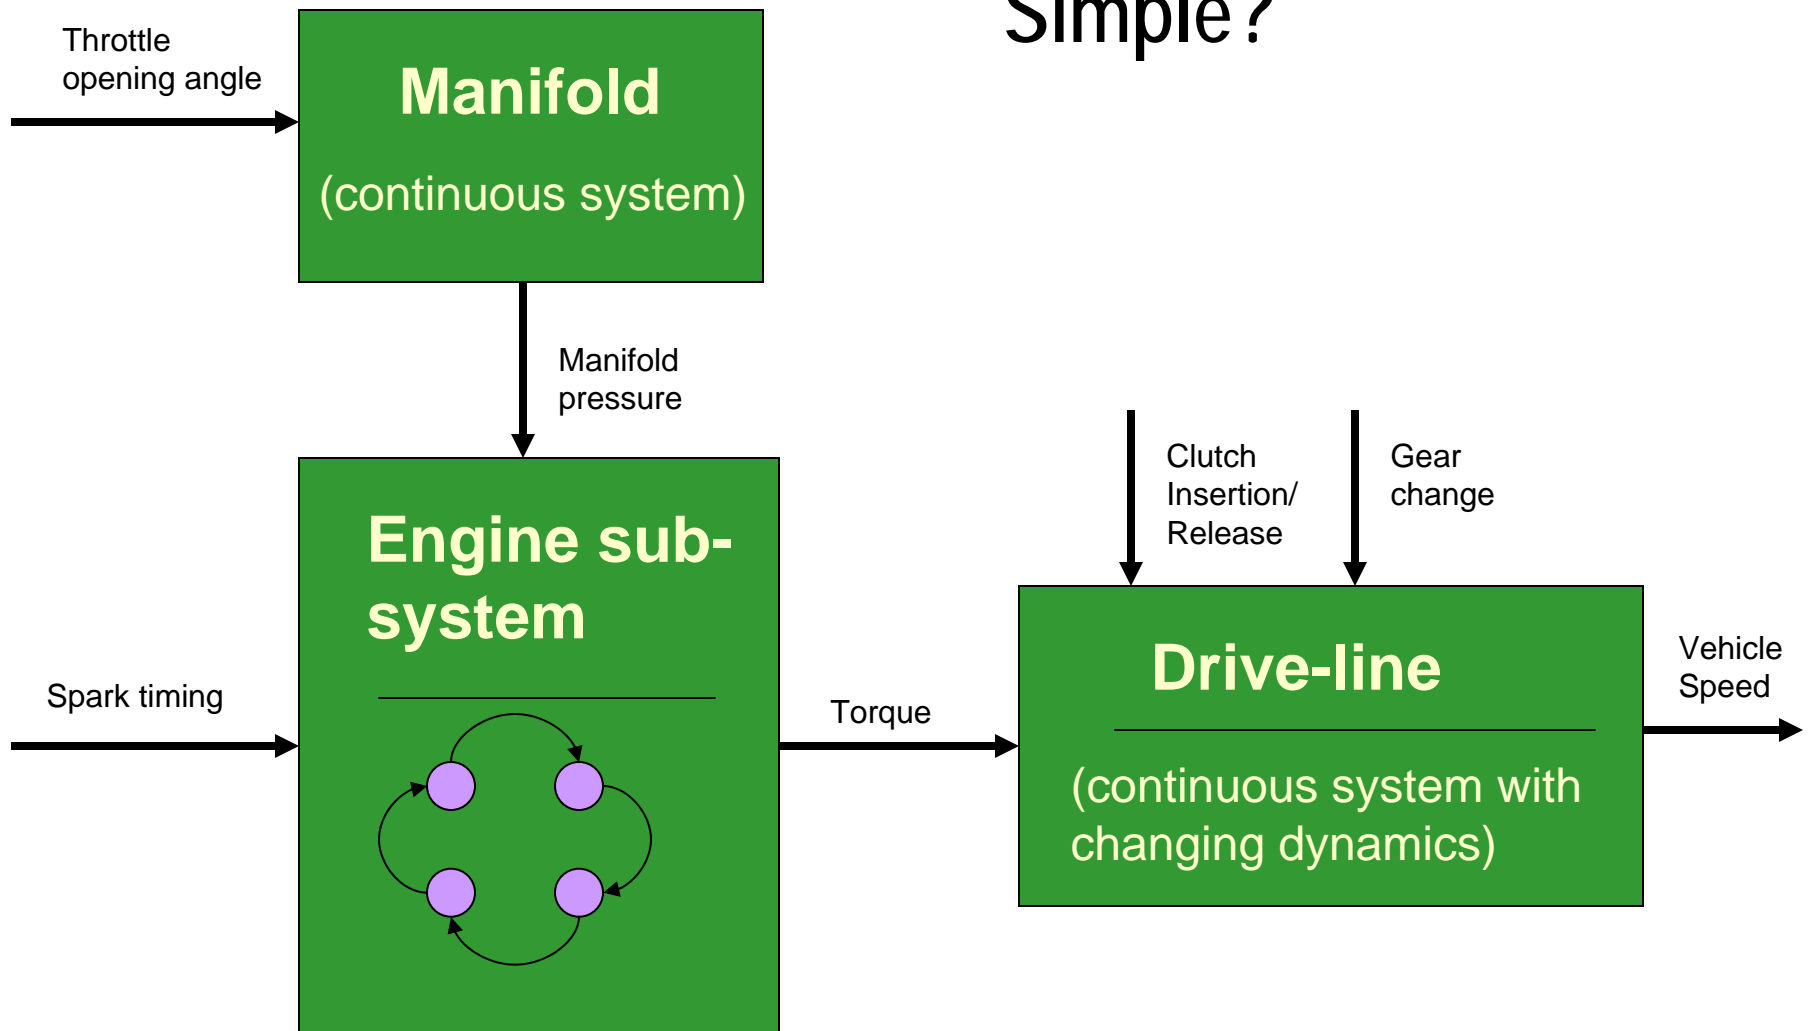 Simple?
Throttle
opening angle
Manifold
(continuous system)
Manifold
pressure
Clutch
Insertion/
Release
Gear
change
Engine sub-
system
Spark timing
Torque
Drive-line
(continuous system with
changing dynamics)
Vehicle
Speed